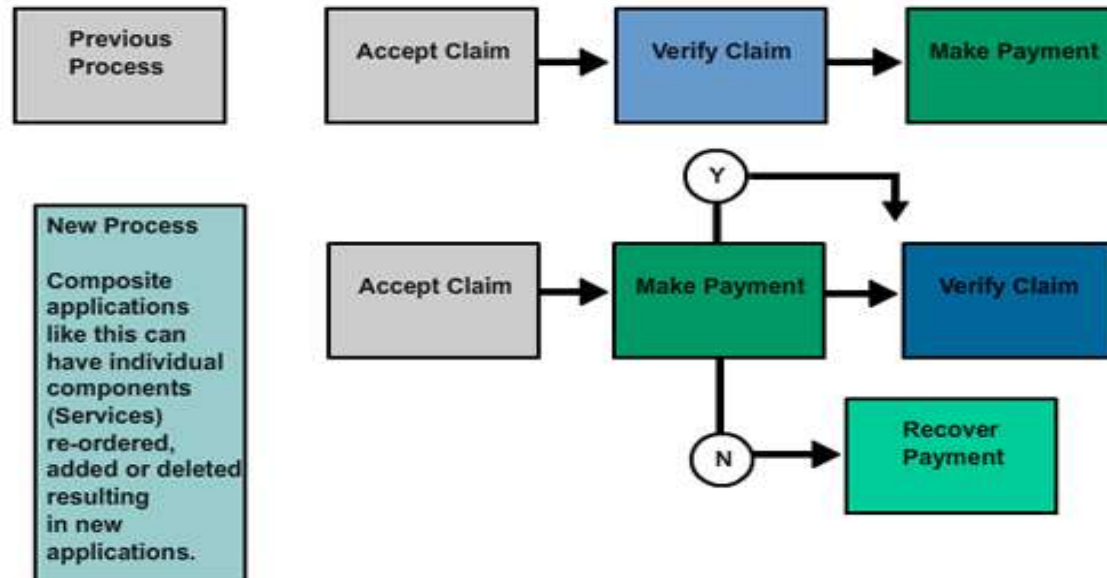 Previous
Process
Accept Claim
Verify Claim
Make Payment
Y
New Process
Composite
applications
like this can
have individual
components
(Services)
re-ordered,
added or deleted
resulting
in new
applications.
Accept Claim
Make Payment
Verify Claim
N
Recover
Payment